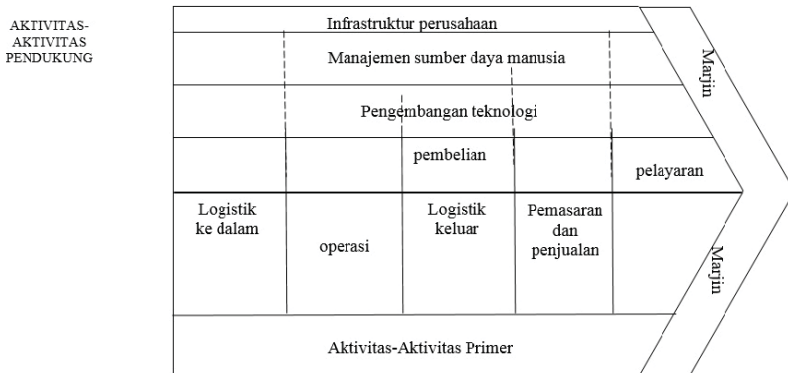 AKTIVITAS-
AKTIVITAS
PENDUKUNG
Infrastruktur perusahaan
Manajemen sumber daya manusia
Pengembangan teknologi
pembelian
pelayaran
Marjin
Logistik
ke dalam
operasi
Logistik
keluar
Pemasaran
dan
penjualan
Marjin
Aktivitas-Aktivitas Primer